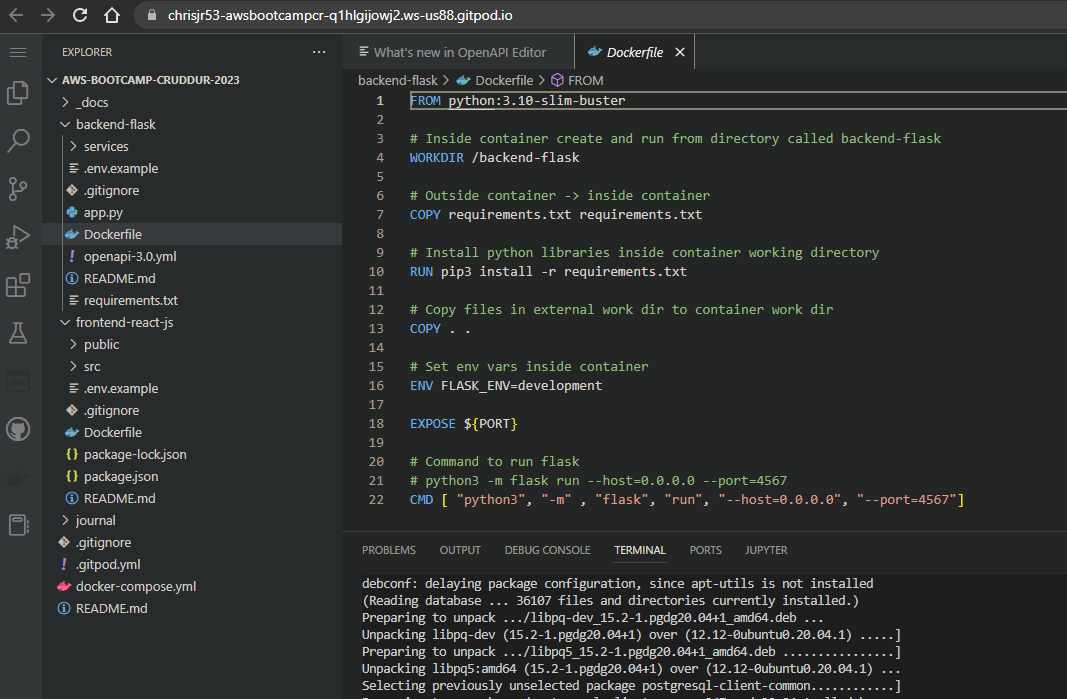 chrisjr53-awsbootcampcr-q1hlgijowj2.ws-us88.gitpod.io
EXPLORER ...
AWS-BOOTCAMP-CRUDDUR-2023
_docs
backend-flask
services
.env.example
.gitignore
app.py
Dockerfile
openapi-3.0.yml
README.md
requirements.txt
frontend-react-js
public
src
.env.example
.gitignore
Dockerfile
package-lock.json
package.json
README.md
journal
.gitignore
.gitpod.yml
docker-compose.yml
README.md
What's new in OpenAPI Editor
Dockerfile
backend-flask > Dockerfile > FROM
1 FROM python:3.10-slim-buster
2
3 # Inside container create and run from directory called backend-flask
4 WORKDIR /backend-flask
5
6 # Outside container -> inside container
7 COPY requirements.txt requirements.txt
8
9 # Install python libraries inside container working directory
10 RUN pip3 install -r requirements.txt
11
12 # Copy files in external work dir to container work dir
13 COPY . .
14
15 # Set env vars inside container
16 ENV FLASK_ENV=development
17
18 EXPOSE ${PORT}
19
20 # Command to run flask
21 # python3 -m flask run --host=0.0.0.0 --port=4567
22 CMD [ "python3", "-m" , "flask", "run", "--host=0.0.0.0", "--port=4567"]
PROBLEMS OUTPUT DEBUG CONSOLE TERMINAL PORTS JUPYTER
debconf: delaying package configuration, since apt-utils is not installed
(Reading database ... 36107 files and directories currently installed.)
Preparing to unpack .../libpq-dev_15.2-1.pgdg20.04+1_amd64.deb ...
Unpacking libpq-dev (15.2-1.pgdg20.04+1) over (12.12-0ubuntu0.20.04.1) .....]
Preparing to unpack .../libpq5_15.2-1.pgdg20.04+1_amd64.deb ...............]
Unpacking libpq5:amd64 (15.2-1.pgdg20.04+1) over (12.12-0ubuntu0.20.04.1) ...
Selecting previously unselected package postgresql-client-common............]